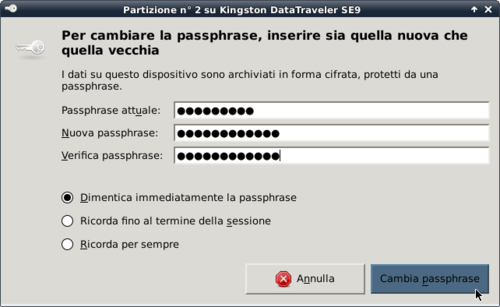 Partizione n° 2 su Kingston DataTraveler SE9
Per cambiare la passphrase, inserire sia quella nuova che
quella vecchia
I dati su questo dispositivo sono archiviati in forma cifrata, protetti da una
passphrase.
Passphrase attuale: ●●●●●●●●●
Nuova passphrase: ●●●●●●●●●●●●
Verifica passphrase: ●●●●●●●●●●●●
Dimentica immediatamente la passphrase
Ricorda fino al termine della sessione
Ricorda per sempre
Annulla
Cambia passphrase